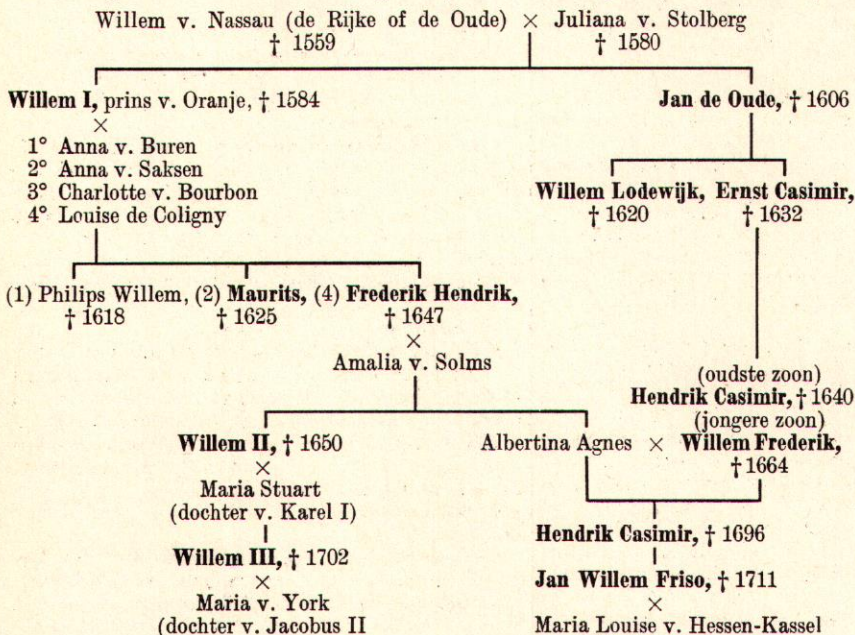 Willem v. Nassau (de Rijke of de Oude) × Juliana v. Stolberg
† 1559 † 1580
Willem I, prins v. Oranje, † 1584
×
1° Anna v. Buren
2° Anna v. Saksen
3° Charlotte v. Bourbon
4° Louise de Coligny
Jan de Oude, † 1606
Willem Lodewijk, Ernst Casimir,
† 1620 † 1632
(1) Philips Willem, (2) Maurits, (4) Frederik Hendrik,
† 1618 † 1625 † 1647
×
Amalia v. Solms
(oudste zoon)
Hendrik Casimir, † 1640
(jongere zoon)
Willem II, † 1650
×
Maria Stuart
(dochter v. Karel I)
Albertina Agnes × Willem Frederik,
† 1664
Willem III, † 1702
×
Maria v. York
(dochter v. Jacobus II
Hendrik Casimir, † 1696
Jan Willem Friso, † 1711
×
Maria Louise v. Hessen-Kassel